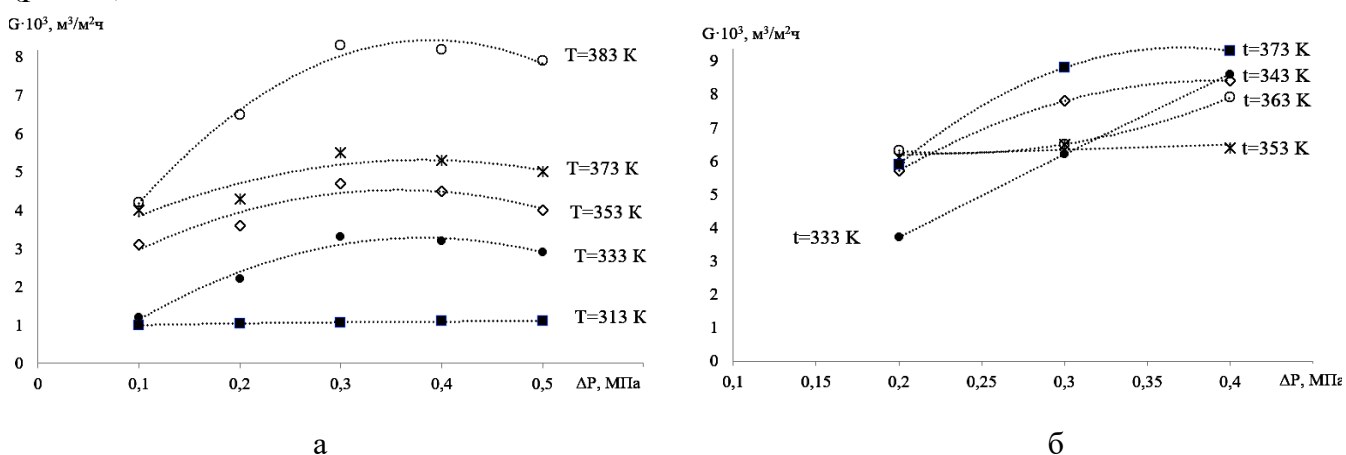 G·10³, м³/м²ч
8
7
6
5
4
3
2
1
0
0
0,1
0,2
0,3
0,4
0,5
ΔP, МПа
T=383 K
T=373 K
T=353 K
T=333 K
T=313 K
а
G·10³, м³/м²ч
9
8
7
6
5
4
3
2
1
0
0,1
0,15
0,2
0,25
0,3
0,35
0,4
ΔP, МПа
t=373 K
t=343 K
t=363 K
t=353 K
t=333 K
б